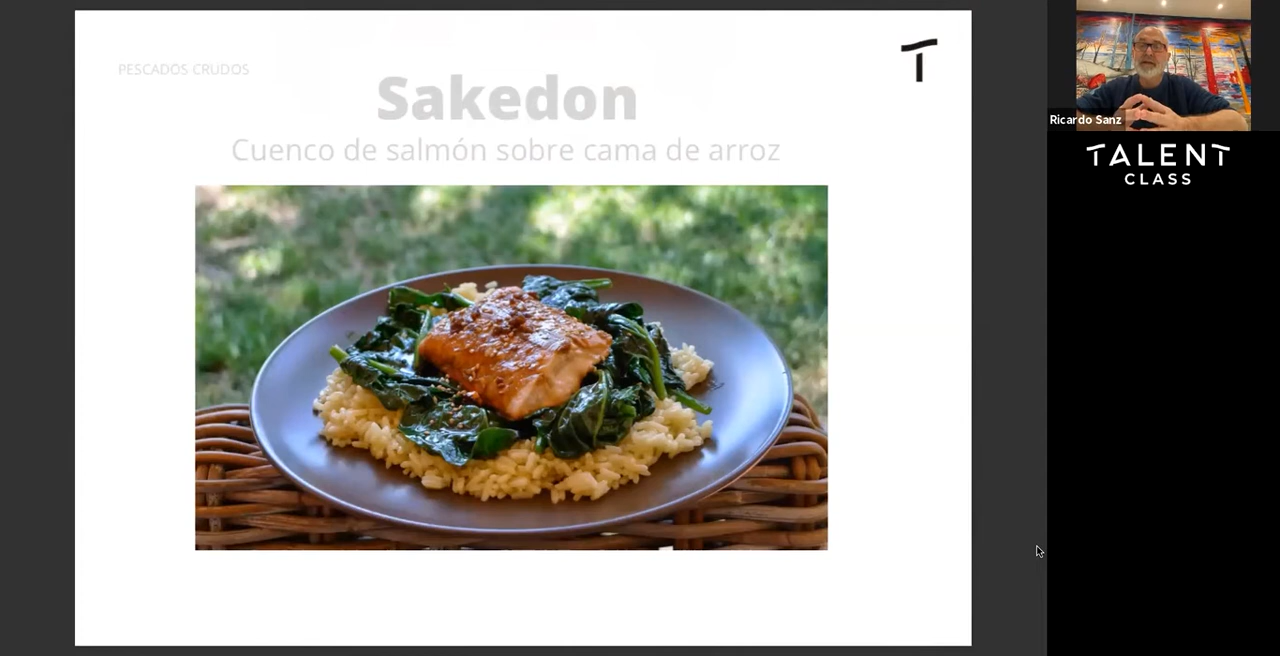 PESCADOS CRUDOS
T
Sakedon
Cuenco de salmón sobre cama de arroz
Ricardo Sanz
TALENT
CLASS